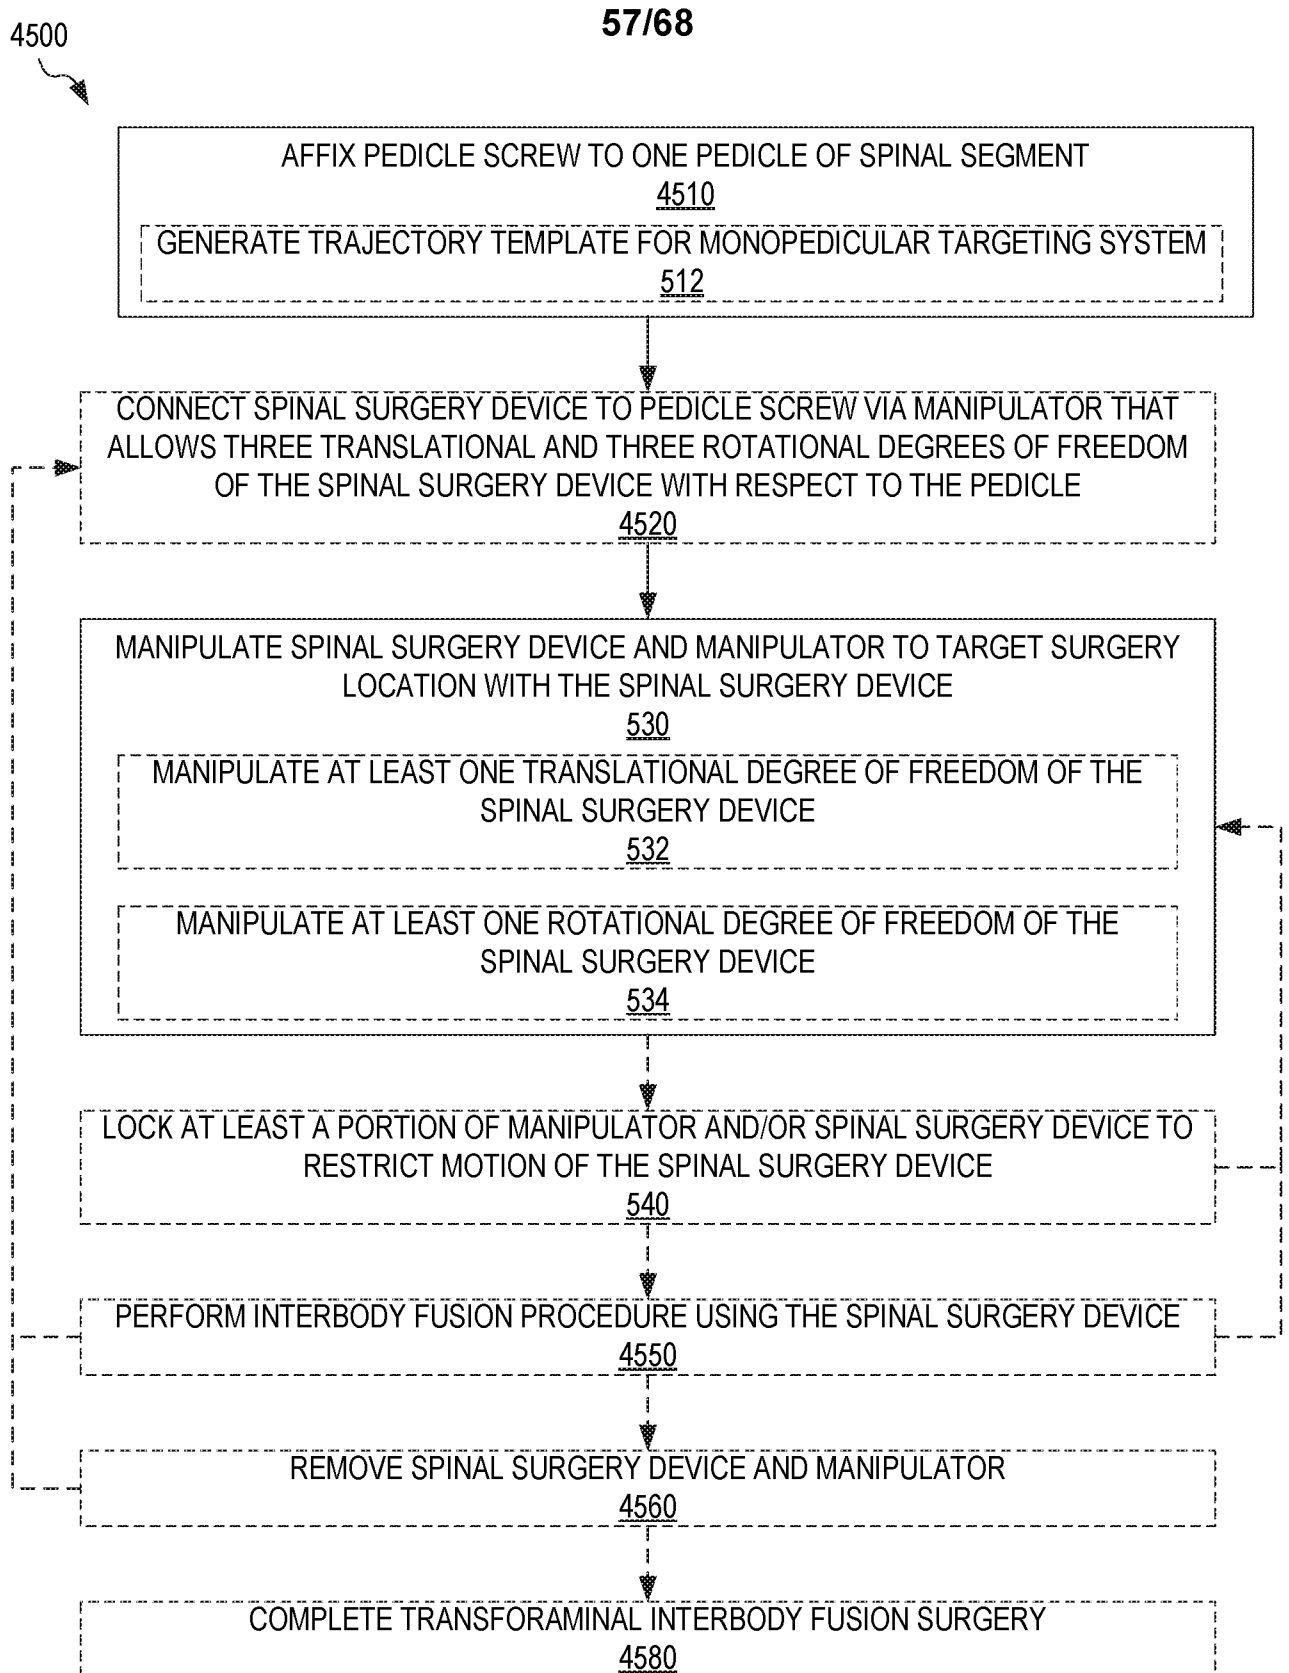 57/68
4500
AFFIX PEDICLE SCREW TO ONE PEDICLE OF SPINAL SEGMENT
4510
GENERATE TRAJECTORY TEMPLATE FOR MONOPEDICULAR TARGETING SYSTEM
512
CONNECT SPINAL SURGERY DEVICE TO PEDICLE SCREW VIA MANIPULATOR THAT
ALLOWS THREE TRANSLATIONAL AND THREE ROTATIONAL DEGREES OF FREEDOM
OF THE SPINAL SURGERY DEVICE WITH RESPECT TO THE PEDICLE
4520
MANIPULATE SPINAL SURGERY DEVICE AND MANIPULATOR TO TARGET SURGERY
LOCATION WITH THE SPINAL SURGERY DEVICE
530
MANIPULATE AT LEAST ONE TRANSLATIONAL DEGREE OF FREEDOM OF THE
SPINAL SURGERY DEVICE
532
MANIPULATE AT LEAST ONE ROTATIONAL DEGREE OF FREEDOM OF THE
SPINAL SURGERY DEVICE
534
LOCK AT LEAST A PORTION OF MANIPULATOR AND/OR SPINAL SURGERY DEVICE TO
RESTRICT MOTION OF THE SPINAL SURGERY DEVICE
540
PERFORM INTERBODY FUSION PROCEDURE USING THE SPINAL SURGERY DEVICE
4550
REMOVE SPINAL SURGERY DEVICE AND MANIPULATOR
4560
COMPLETE TRANSFORAMINAL INTERBODY FUSION SURGERY
4580